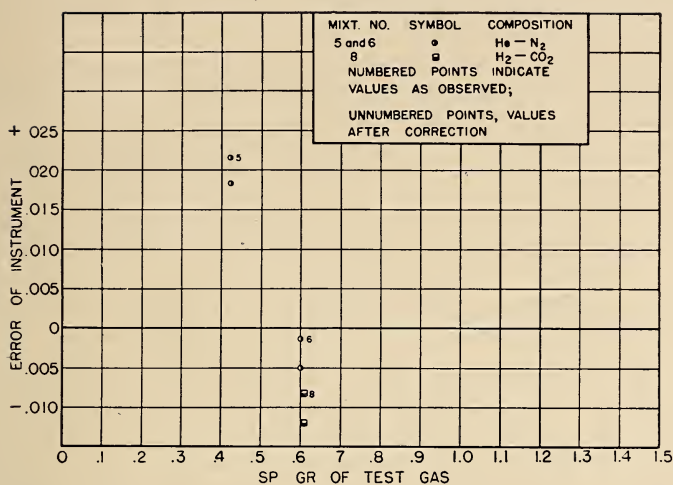 MIXT. NO. SYMBOL COMPOSITION
5 and 6 He — N₂
8 H₂ — CO₂
NUMBERED POINTS INDICATE
VALUES AS OBSERVED;
UNNUMBERED POINTS, VALUES
AFTER CORRECTION
+ 025
.020
.015
.010
.005
0
.005
– .010
ERROR OF INSTRUMENT
5
6
8
0 .1 .2 .3 .4 .5 .6 7 .8 .9 1.0 1.1 1.2 1.3 1.4 1.5
SP GR OF TEST GAS